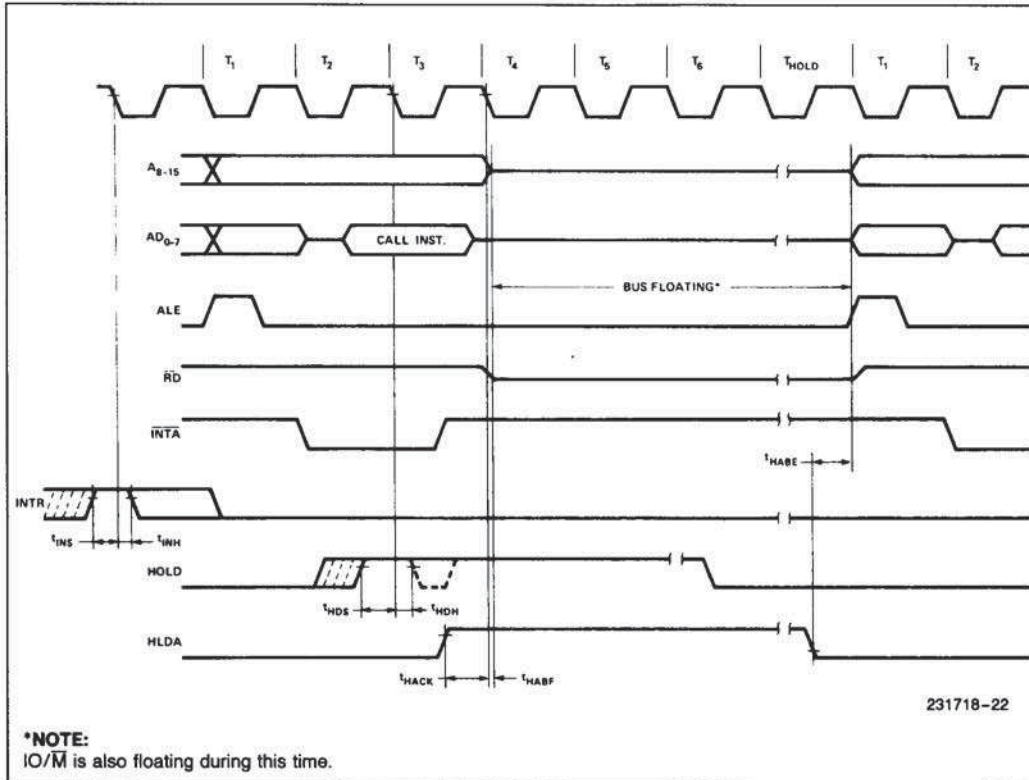 T1 T2 T3 T4 T5 T6 THOLD T1 T2
A8-15
AD0-7
CALL INST.
BUS FLOATING*
ALE
RD
INTA
tHABE
INTR
tINS
tINH
HOLD
tHDS
tHDH
HLDA
tHACK
tHABF
231718-22
*NOTE:
IO/M is also floating during this time.